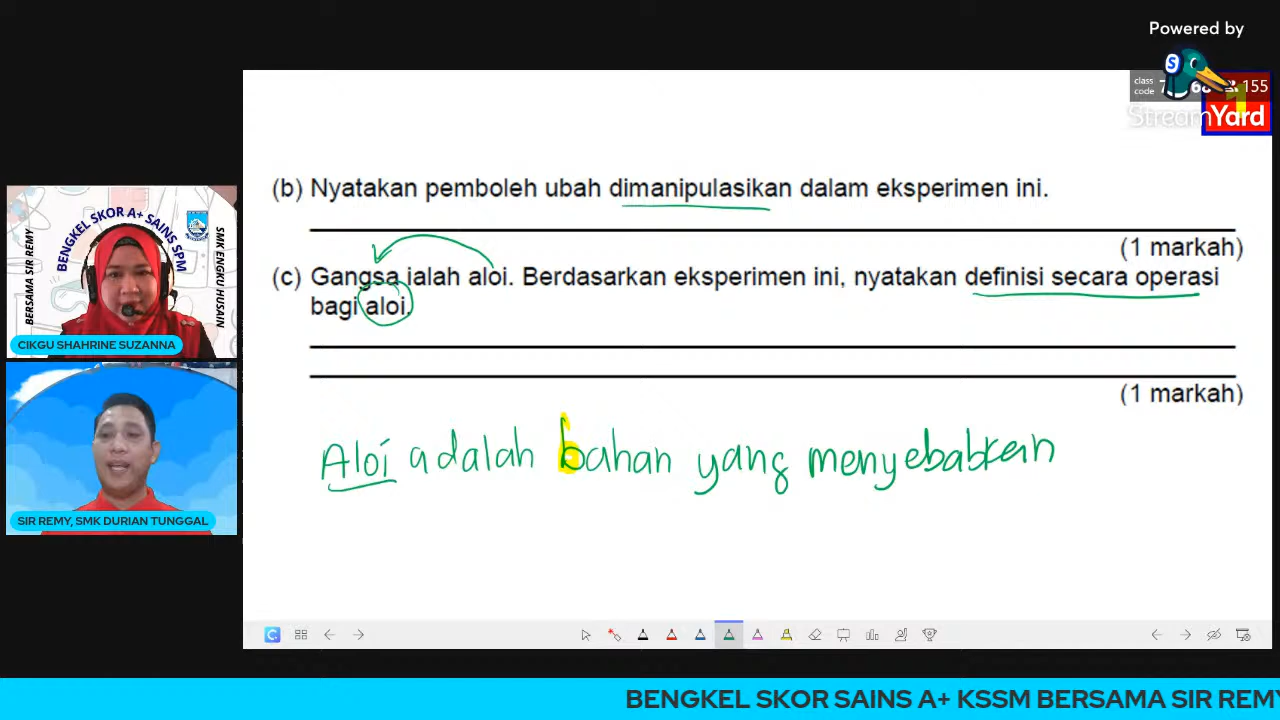 Powered by
class
code
155
StreamYard
(b) Nyatakan pemboleh ubah dimanipulasikan dalam eksperimen ini.
(1 markah)
(c) Gangsa ialah aloi. Berdasarkan eksperimen ini, nyatakan definisi secara operasi
bagi aloi.
(1 markah)
Aloi adalah bahan yang menyebabkan
BENGKEL SKOR A+ SAINS SPM
BERSAMA SIR REMY
SMK ENGKU HUSAIN
CIKGU SHAHRINE SUZANNA
SIR REMY, SMK DURIAN TUNGGAL
BENGKEL SKOR SAINS A+ KSSM BERSAMA SIR REMY